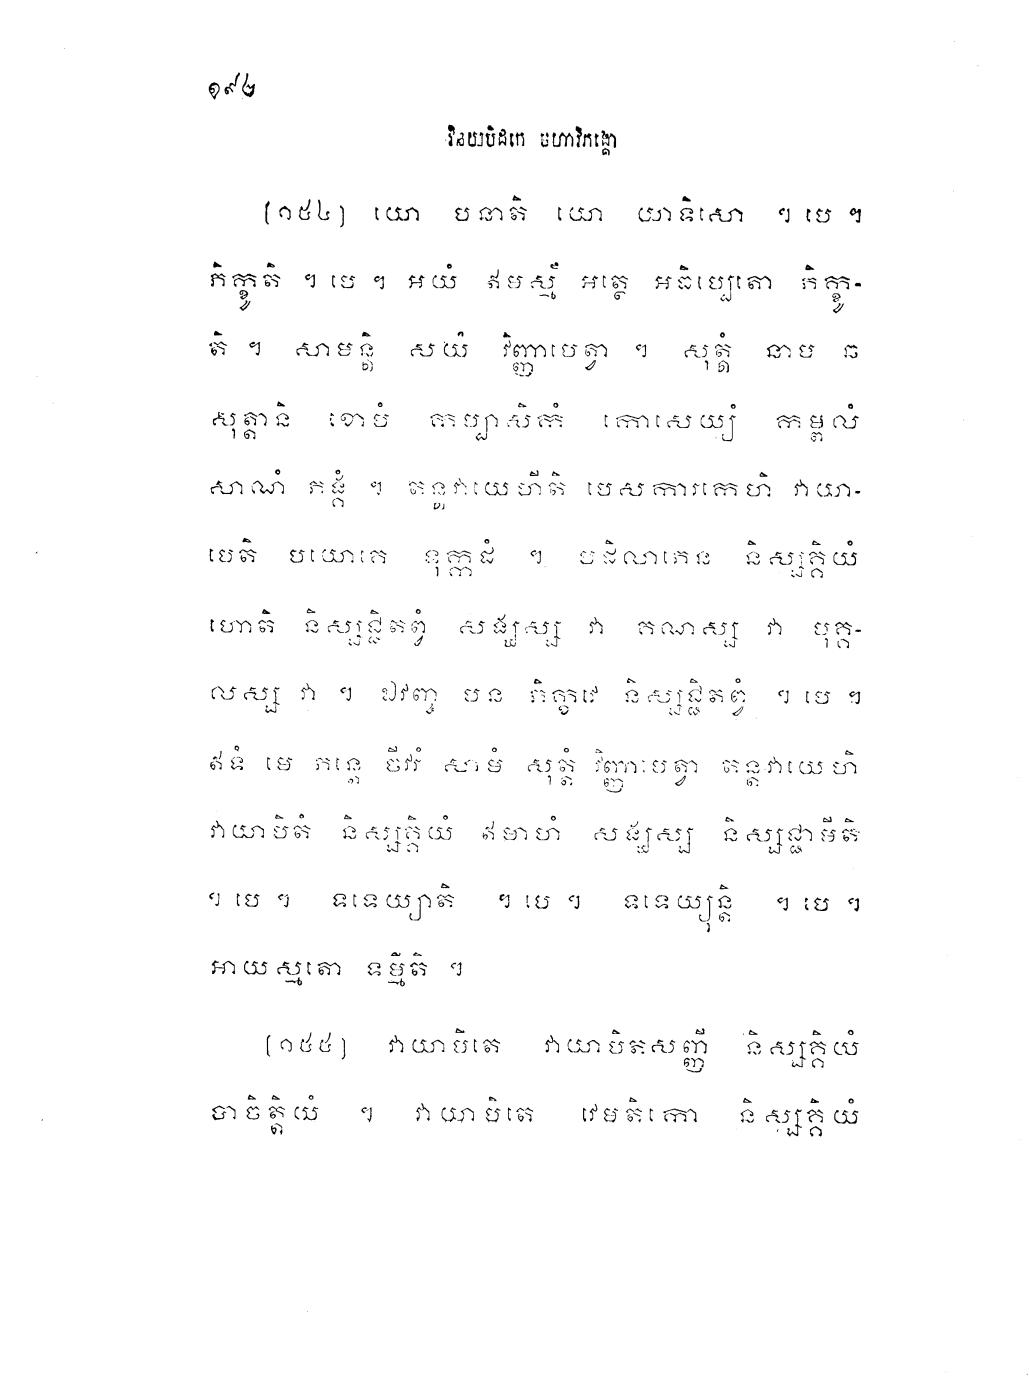 ១៩៤
វិនយបិដកេ មហាវិភង្គោ
(១៥៤) យោ បនាតិ យោ យាទិសោ ។ បេ ។
ភិក្ខូតិ ។ បេ ។ អយំ ឥមស្មឹ អត្ថេ អធិប្បេតោ ភិក្ខូ-
តិ ។ សាមន្តិ សយំ វិញ្ញាបេត្វា ។ សុត្តំ នាម ឆ
សុត្តានិ ខោមំ កប្បាសិកំ កោសេយ្យំ កម្ពលំ
សាណំ ភង្គំ ។ តន្តវាយេហីតិ បេសការកេហិ វាយា-
បេតិ បយោគេ ទុក្កដំ ។ បដិលាភេន និស្សគ្គិយំ
ហោតិ និស្សជ្ជិតព្វំ សង្ឃស្ស វា គណស្ស វា បុគ្គ-
លស្ស វា ។ ឯវញ្ច បន ភិក្ខវេ និស្សជ្ជិតព្វំ ។ បេ ។
ឥទំ មេ ភន្តេ ចីវរំ សាមំ សុត្តំ វិញ្ញាបេត្វា តន្តវាយេហិ
វាយាបិតំ និស្សគ្គិយំ ឥមាហំ សង្ឃស្ស និស្សជ្ជាមីតិ
។ បេ ។ ទទេយ្យាតិ ។ បេ ។ ទទេយ្យុន្តិ ។ បេ ។
អាយស្មតោ ទម្មីតិ ។
(១៥៥) វាយាបិតេ វាយាបិតសញ្ញី និស្សគ្គិយំ
បាចិត្តិយំ ។ វាយាបិតេ វេមតិកោ និស្សគ្គិយំ